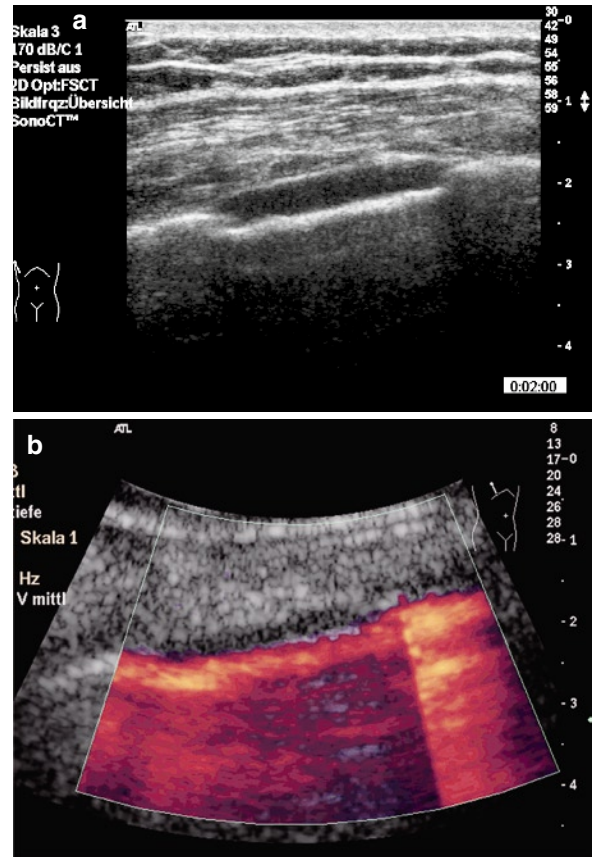 a
ATL
Skala 3
170 dB/C 1
Persist aus
2D Opt:FSCT
Bildfrqz:Übersicht
SonoCT™
30
42
49
54
55
56
58
59
0
1
2
3
4
0:02:00
b
ATL
tiefe
Skala 1
Hz
V mittl
8
13
17
20
24
26
28
28
0
1
2
3
4